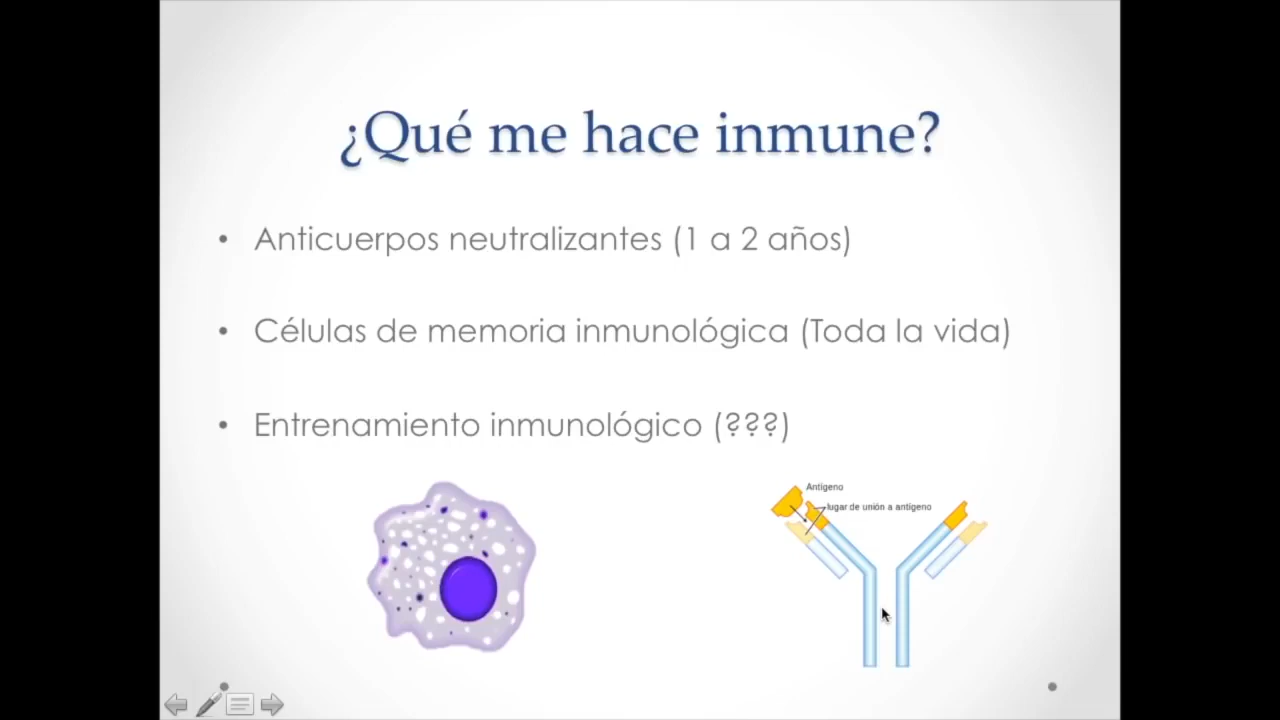 ¿Qué me hace inmune?
• Anticuerpos neutralizantes (1 a 2 años)
• Células de memoria inmunológica (Toda la vida)
• Entrenamiento inmunológico (???)
Antígeno
lugar de unión a antígeno